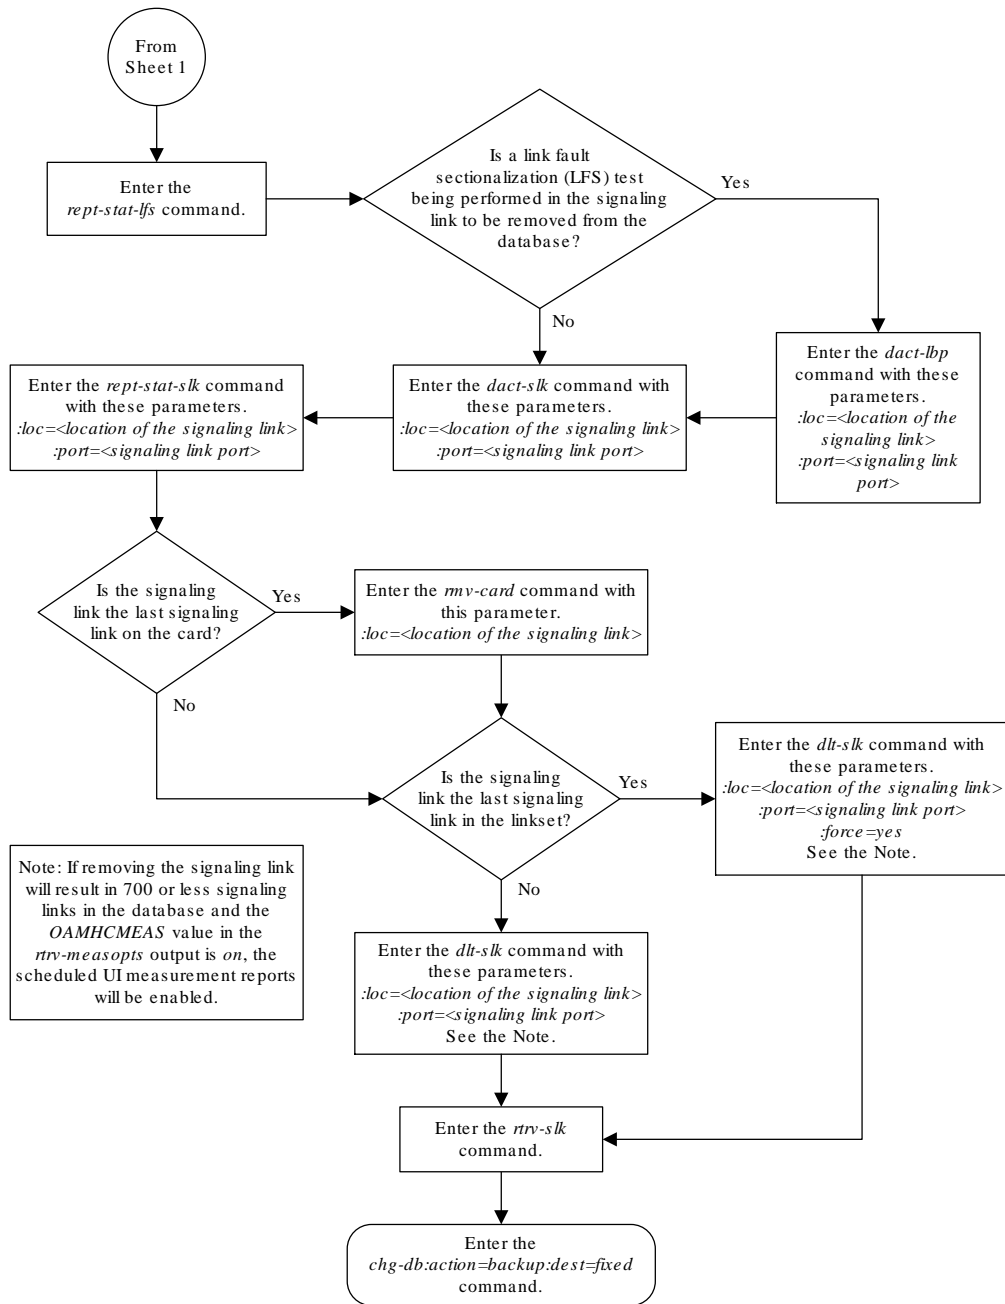 From
Sheet 1
Enter the
rept-stat-lfs command.
Is a link fault
sectionalization (LFS) test
being performed in the signaling
link to be removed from the
database?
Yes
No
Enter the dact-lbp
command with these
parameters.
:loc=<location of the
signaling link>
:port=<signaling link
port>
Enter the dact-slk command with
these parameters.
:loc=<location of the signaling link>
:port=<signaling link port>
Enter the rept-stat-slk command
with these parameters.
:loc=<location of the signaling link>
:port=<signaling link port>
Is the signaling
link the last signaling
link on the card?
Yes
No
Enter the rmv-card command with
this parameter.
:loc=<location of the signaling link>
Is the signaling
link the last signaling
link in the linkset?
Yes
No
Enter the dlt-slk command with
these parameters.
:loc=<location of the signaling link>
:port=<signaling link port>
:force=yes
See the Note.
Note: If removing the signaling link
will result in 700 or less signaling
links in the database and the
OAMHCMEAS value in the
rtrv-measopts output is on, the
scheduled UI measurement reports
will be enabled.
Enter the dlt-slk command with
these parameters.
:loc=<location of the signaling link>
:port=<signaling link port>
See the Note.
Enter the rtrv-slk
command.
Enter the
chg-db:action=backup:dest=fixed
command.